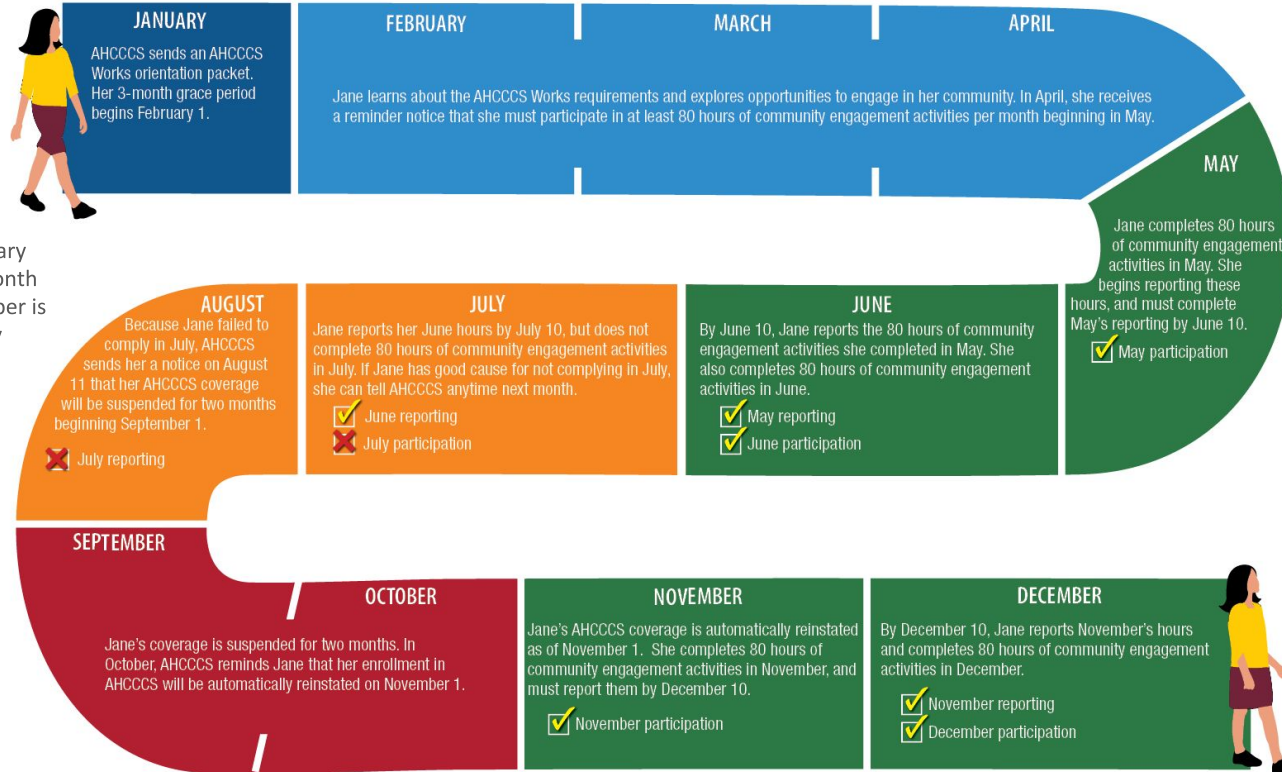 JANUARY
AHCCCS sends an AHCCCS
Works orientation packet.
Her 3-month grace period
begins February 1.
FEBRUARY
MARCH
APRIL
Jane learns about the AHCCCS Works requirements and explores opportunities to engage in her community. In April, she receives
a reminder notice that she must participate in at least 80 hours of community engagement activities per month beginning in May.
MAY
Jane completes 80 hours
of community engagement
activities in May. She
begins reporting these
hours, and must complete
May's reporting by June 10.
May participation
JUNE
By June 10, Jane reports the 80 hours of community
engagement activities she completed in May. She
also completes 80 hours of community engagement
activities in June.
May reporting
June participation
JULY
Jane reports her June hours by July 10, but does not
complete 80 hours of community engagement activities
in July. If Jane has good cause for not complying in July,
she can tell AHCCCS anytime next month.
June reporting
July participation
AUGUST
Because Jane failed to
comply in July, AHCCCS
sends her a notice on August
11 that her AHCCCS coverage
will be suspended for two months
beginning September 1.
July reporting
SEPTEMBER
OCTOBER
Jane's coverage is suspended for two months. In
October, AHCCCS reminds Jane that her enrollment in
AHCCCS will be automatically reinstated on November 1.
NOVEMBER
Jane's AHCCCS coverage is automatically reinstated
as of November 1. She completes 80 hours of
community engagement activities in November, and
must report them by December 10.
November participation
DECEMBER
By December 10, Jane reports November's hours
and completes 80 hours of community engagement
activities in December.
November reporting
December participation
is